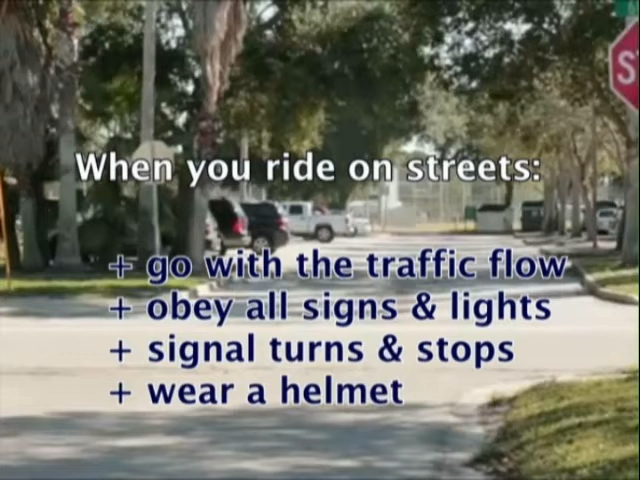 When you ride on streets:
+ go with the traffic flow
+ obey all signs & lights
+ signal turns & stops
+ wear a helmet